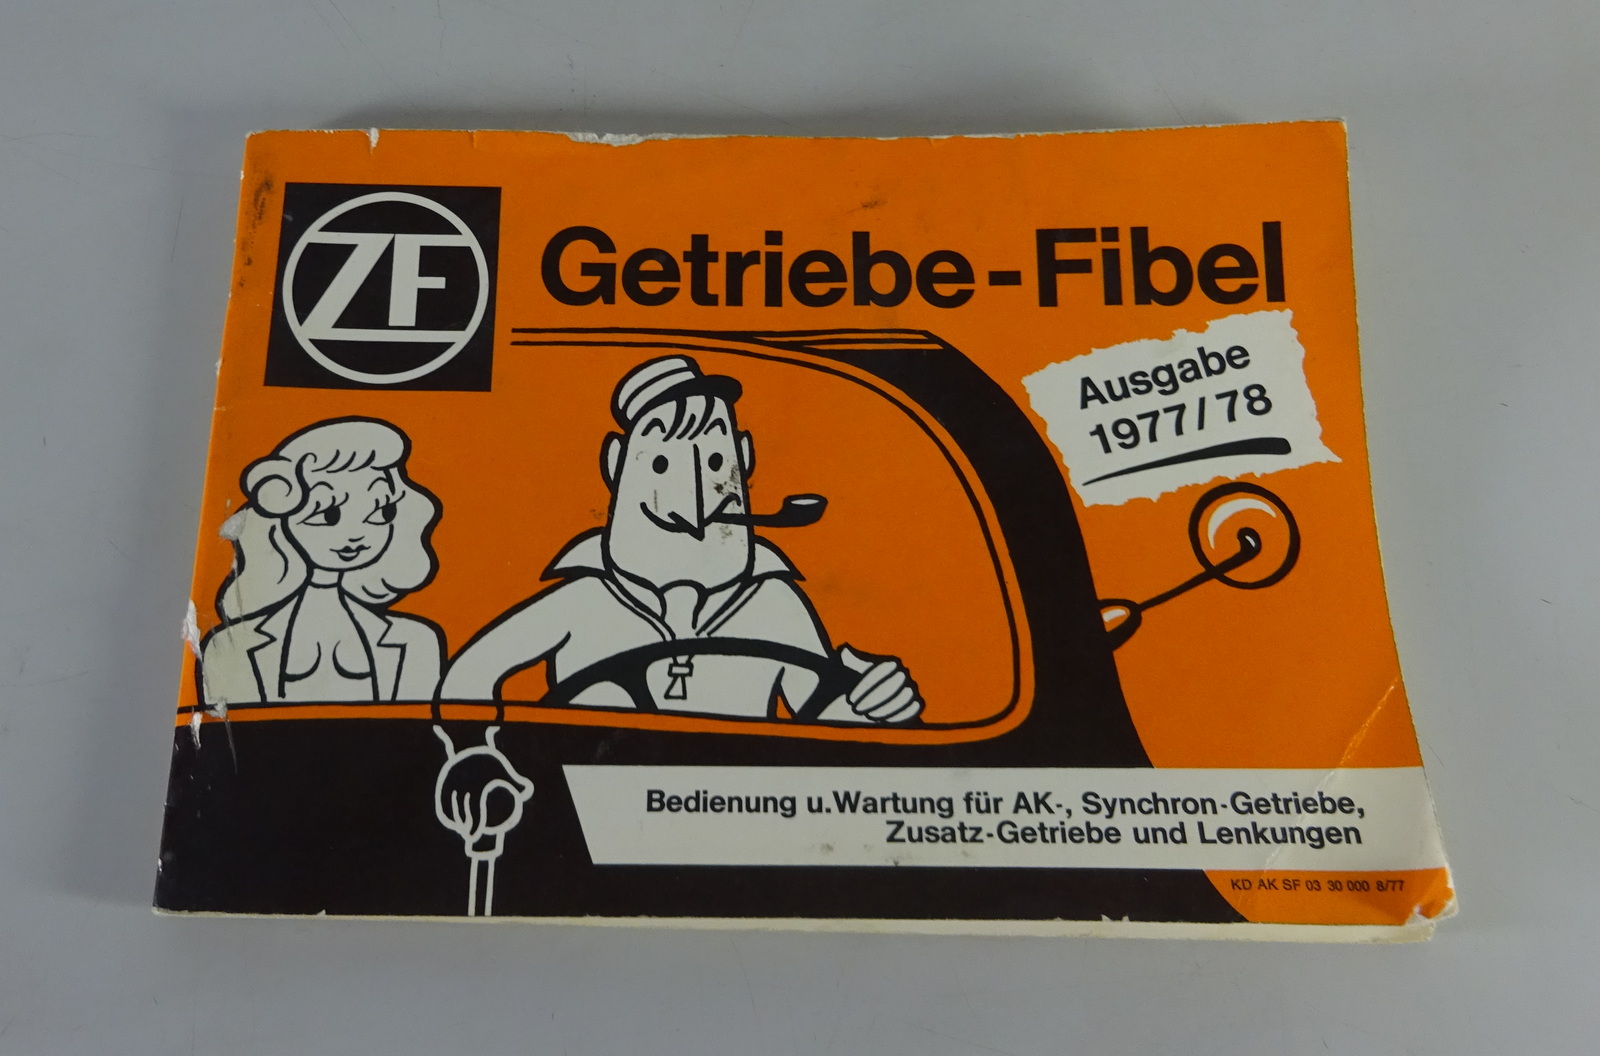 ZF
Getriebe-Fibel
Ausgabe
1977/78
Bedienung u.Wartung für AK-, Synchron-Getriebe,
Zusatz-Getriebe und Lenkungen
KD AK SF 03 30 000 8/77